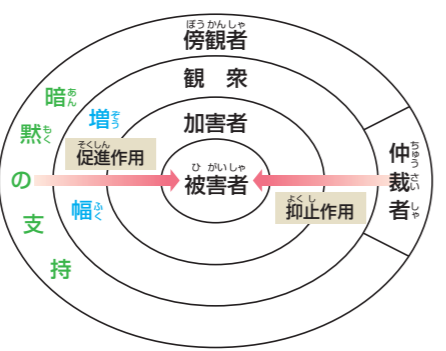 ぼうかんしゃ
傍観者
観　衆
加害者
ひ がいしゃ
被害者
暗あん
黙もく
の
支
持
増ぞう
幅ふく
そくしん
促進作用
よく し
抑止作用
仲ちゅう
裁さい
者しゃ